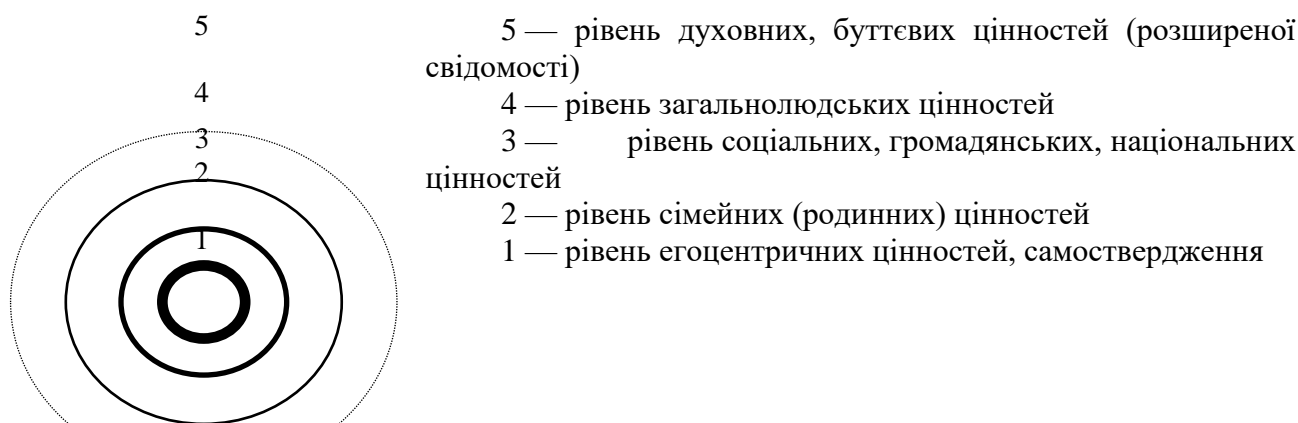 5
4
3
2
1
5 — рівень духовних, буттєвих цінностей (розширеної
свідомості)
4 — рівень загальнолюдських цінностей
3 — рівень соціальних, громадянських, національних
цінностей
2 — рівень сімейних (родинних) цінностей
1 — рівень егоцентричних цінностей, самоствердження